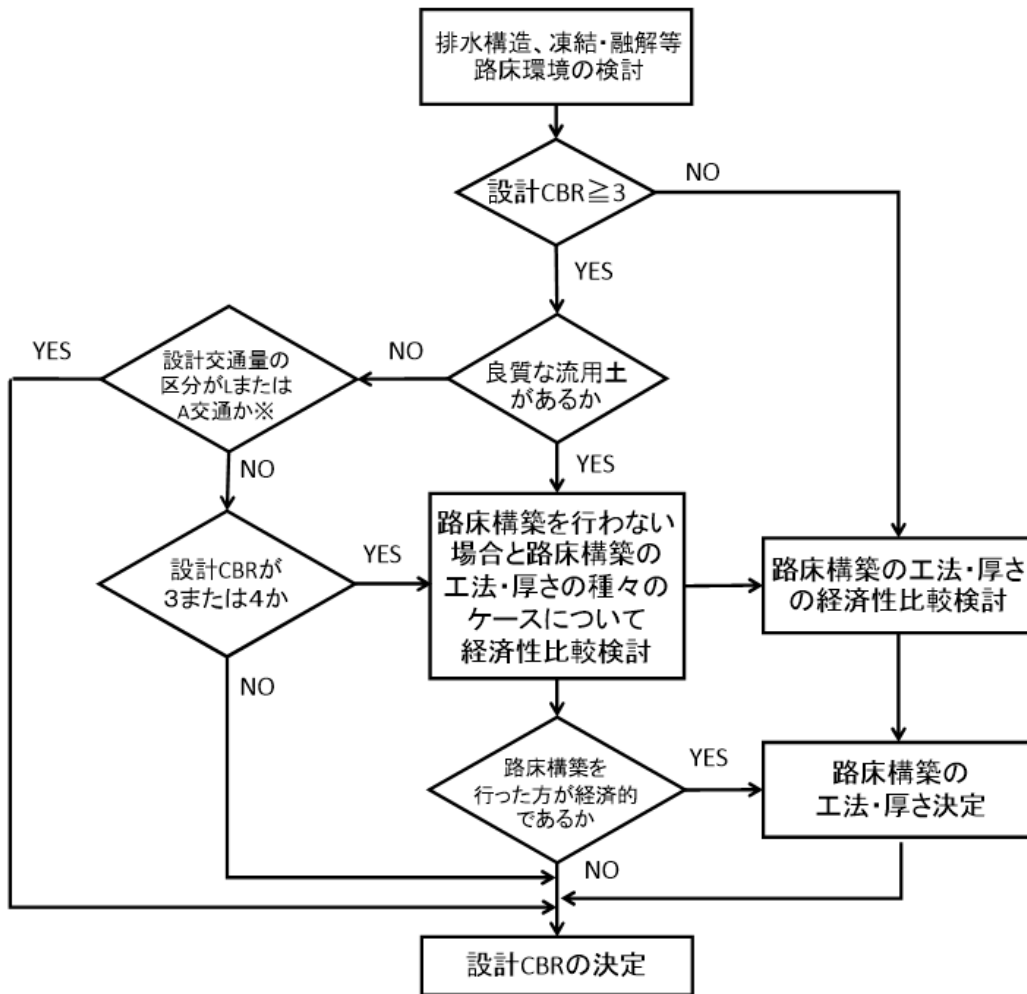 排水構造、凍結・融解等
路床環境の検討
設計CBR≧3
NO
YES
良質な流用土
があるか
NO
YES
設計交通量の
区分がLまたは
A交通か※
YES
NO
設計CBRが
3または4か
YES
NO
路床構築を行わない
場合と路床構築の
工法・厚さの種々の
ケースについて
経済性比較検討
路床構築の工法・厚さ
の経済性比較検討
路床構築を
行った方が経済的
であるか
YES
NO
路床構築の
工法・厚さ決定
設計CBRの決定